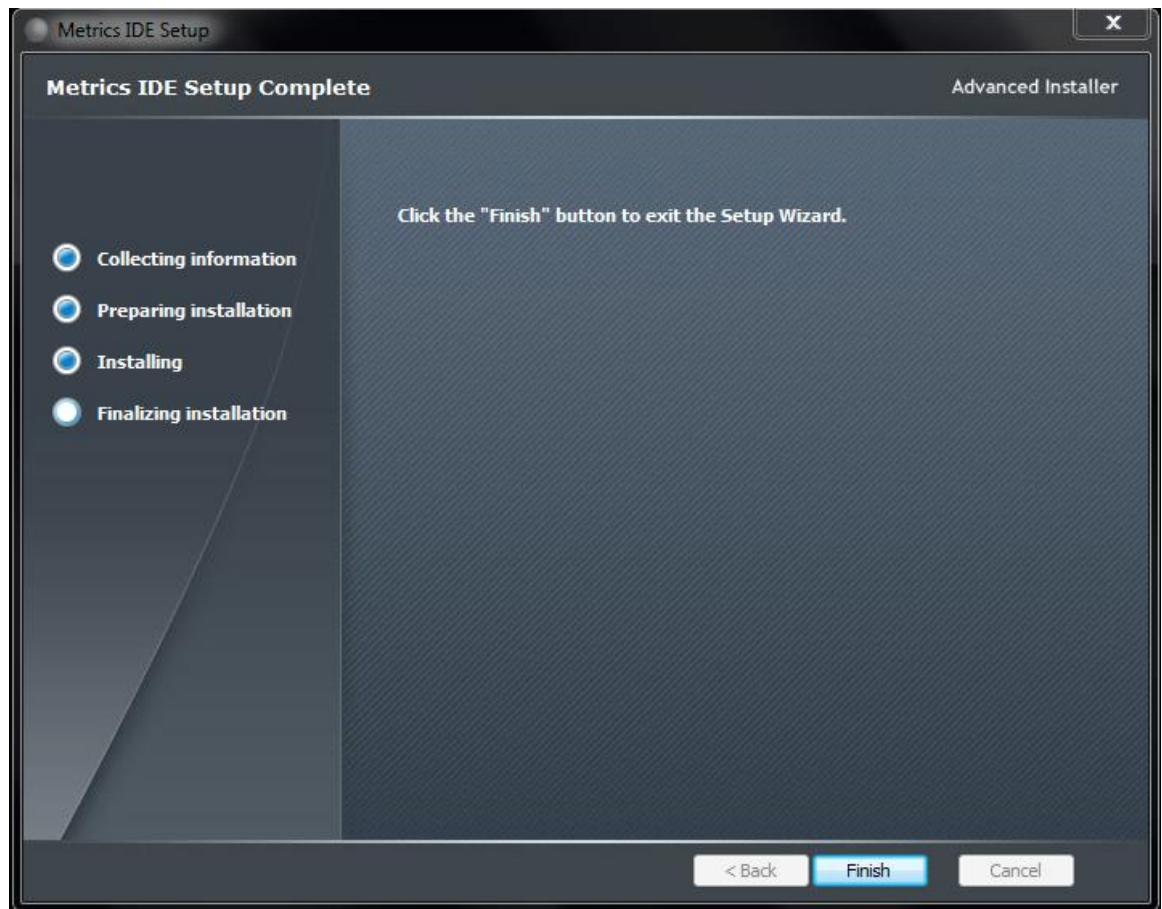 Metrics IDE Setup
X
Metrics IDE Setup Complete
Advanced Installer
Click the "Finish" button to exit the Setup Wizard.
Collecting information
Preparing installation
Installing
Finalizing installation
< Back
Finish
Cancel